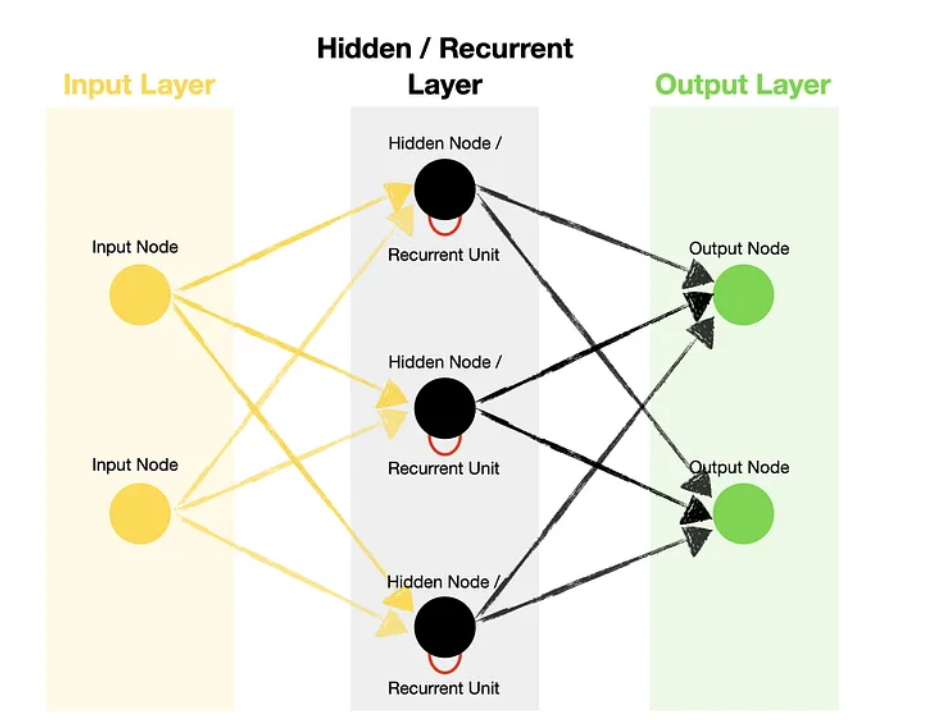 Hidden / Recurrent
Layer
Input Layer
Output Layer
Hidden Node /
Recurrent Unit
Input Node
Output Node
Hidden Node /
Recurrent Unit
Input Node
Output Node
Hidden Node /
Recurrent Unit